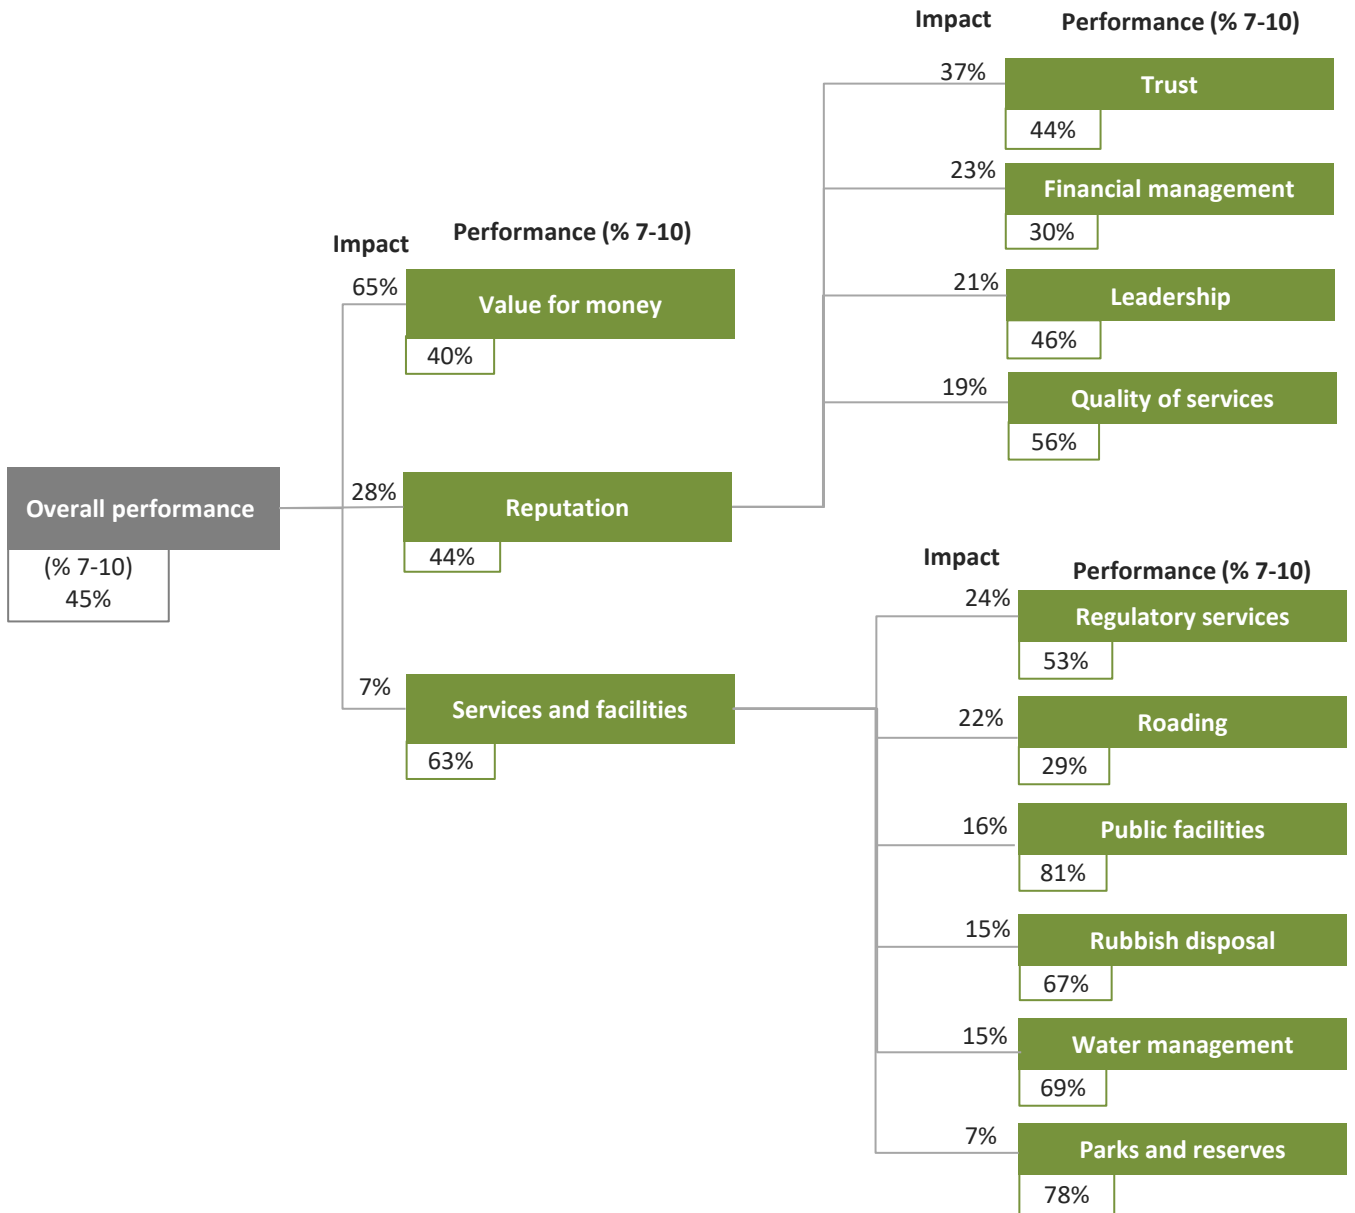 Impact Performance (% 7-10)
37% Trust
44%
23% Financial management
30%
21% Leadership
46%
19% Quality of services
56%
Impact Performance (% 7-10)
65% Value for money
40%
28% Reputation
44%
7% Services and facilities
63%
Overall performance
(% 7-10)
45%
Impact Performance (% 7-10)
24% Regulatory services
53%
22% Roading
29%
16% Public facilities
81%
15% Rubbish disposal
67%
15% Water management
69%
7% Parks and reserves
78%